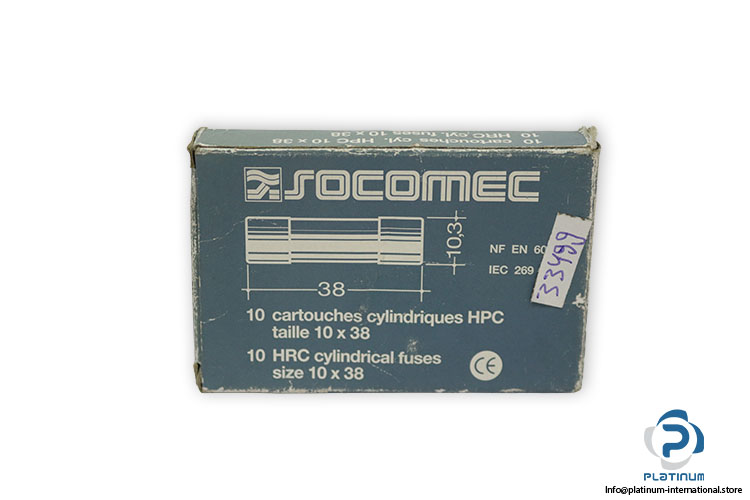 10 cartouches cyl. HPC 10 x 38
10 HRC cyl. fuses 10 x 38
SOCOMEC
10,3
NF EN
IEC 269
33499
38
10 cartouches cylindriques HPC
taille 10 x 38
10 HRC cylindrical fuses
size 10 x 38
CE
PLATINUM
Info@platinum-international.store